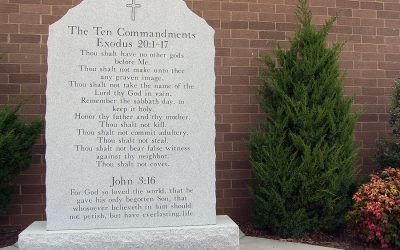 The Ten Commandments
Exodus 20:1-17
Thou shalt have no other gods
before Me.
Thou shalt not make unto thee
any graven image.
Thou shalt not take the name of the
Lord thy God in vain.
Remember the sabbath day, to
keep it holy.
Honor thy father and thy mother.
Thou shalt not kill.
Thou shalt not commit adultery.
Thou shalt not steal.
Thou shalt not bear false witness
against thy neighbor.
Thou shalt not covet.
John 3:16
For God so loved the world, that he
gave his only begotten Son, that
whosoever believeth in him should
not perish, but have everlasting life.